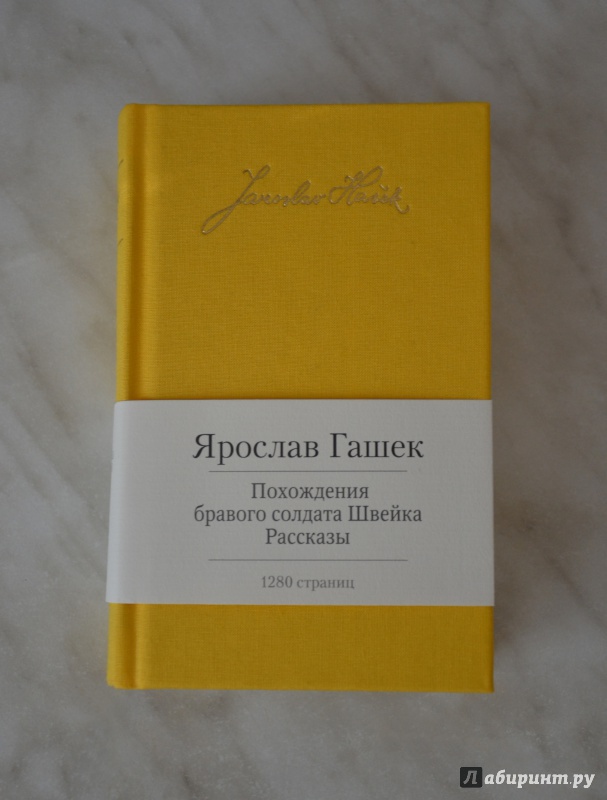 Jaroslav Hašek
Ярослав Гашек
Похождения
бравого солдата Швейка
Рассказы
1280 страниц
Лабиринт.ру